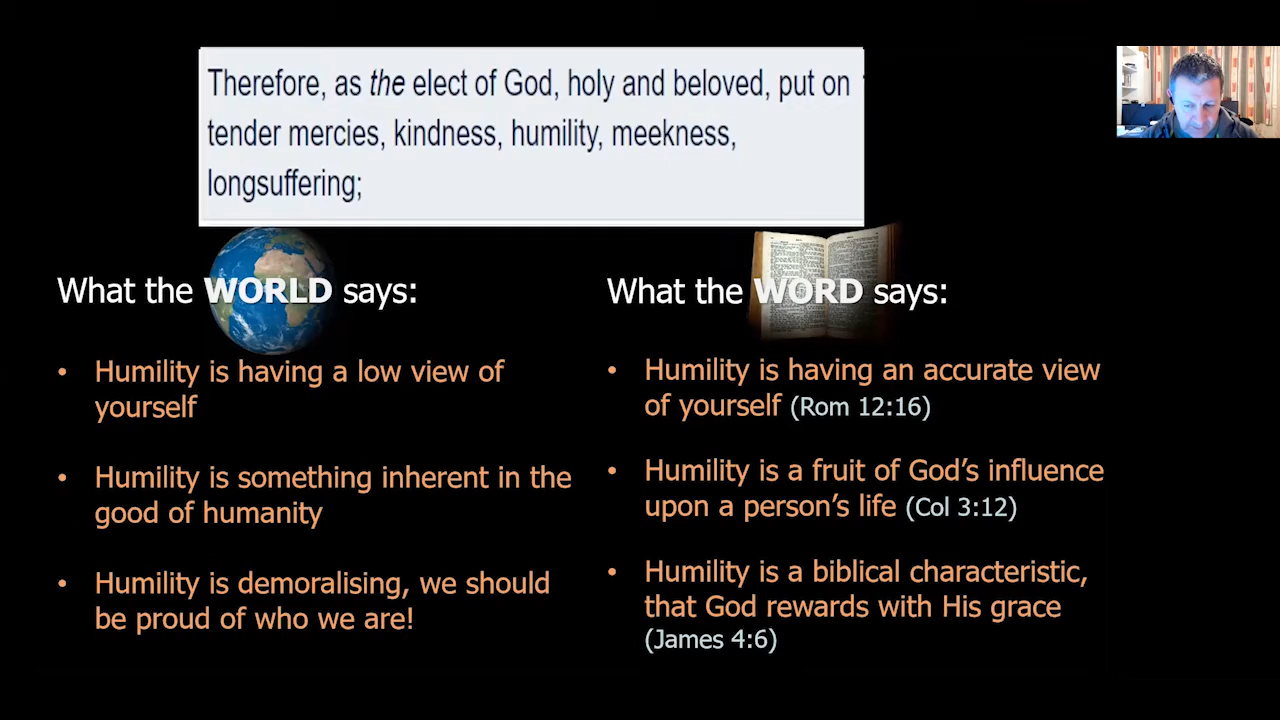 Therefore, as the elect of God, holy and beloved, put on
tender mercies, kindness, humility, meekness,
longsuffering;
What the WORLD says:
• Humility is having a low view of
yourself
• Humility is something inherent in the
good of humanity
• Humility is demoralising, we should
be proud of who we are!
What the WORD says:
• Humility is having an accurate view
of yourself (Rom 12:16)
• Humility is a fruit of God’s influence
upon a person’s life (Col 3:12)
• Humility is a biblical characteristic,
that God rewards with His grace
(James 4:6)